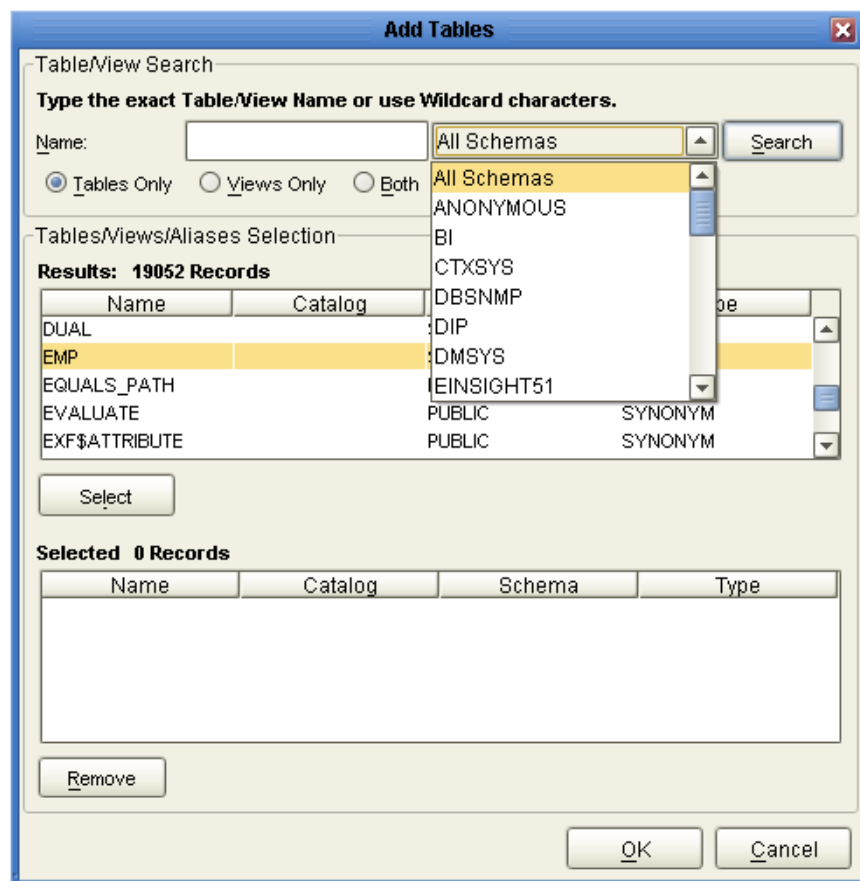 Add Tables
Table/View Search
Type the exact Table/View Name or use Wildcard characters.
Name:
All Schemas
Search
Tables Only
Views Only
Both
All Schemas
ANONYMOUS
BI
CTXSYS
DBSNMP
DIP
DMSYS
EINSIGHT51
Tables/Views/Aliases Selection
Results: 19052 Records
Name Catalog
DUAL
EMP
EQUALS_PATH
EVALUATE PUBLIC SYNONYM
EXF$ATTRIBUTE PUBLIC SYNONYM
Select
Selected 0 Records
Name Catalog Schema Type
Remove
OK Cancel